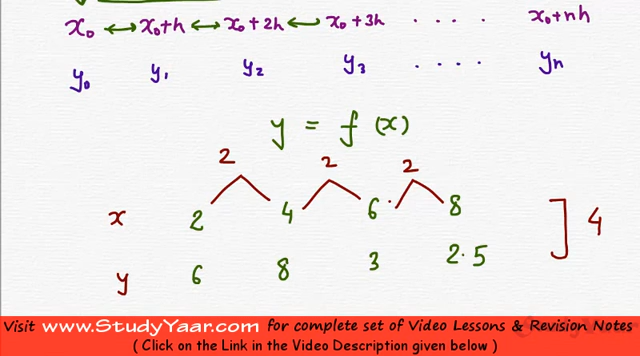 x₀ ↔ x₀+h ↔ x₀+2h ↔ x₀+3h . . . . x₀+nh
y₀ y₁ y₂ y₃ . . . . yₙ
y = f(x)
2 2 2
x 2 4 6 8 ] 4
y 6 8 3 2.5
Visit www.StudyYaar.com for complete set of Video Lessons & Revision Notes
( Click on the Link in the Video Description given below )